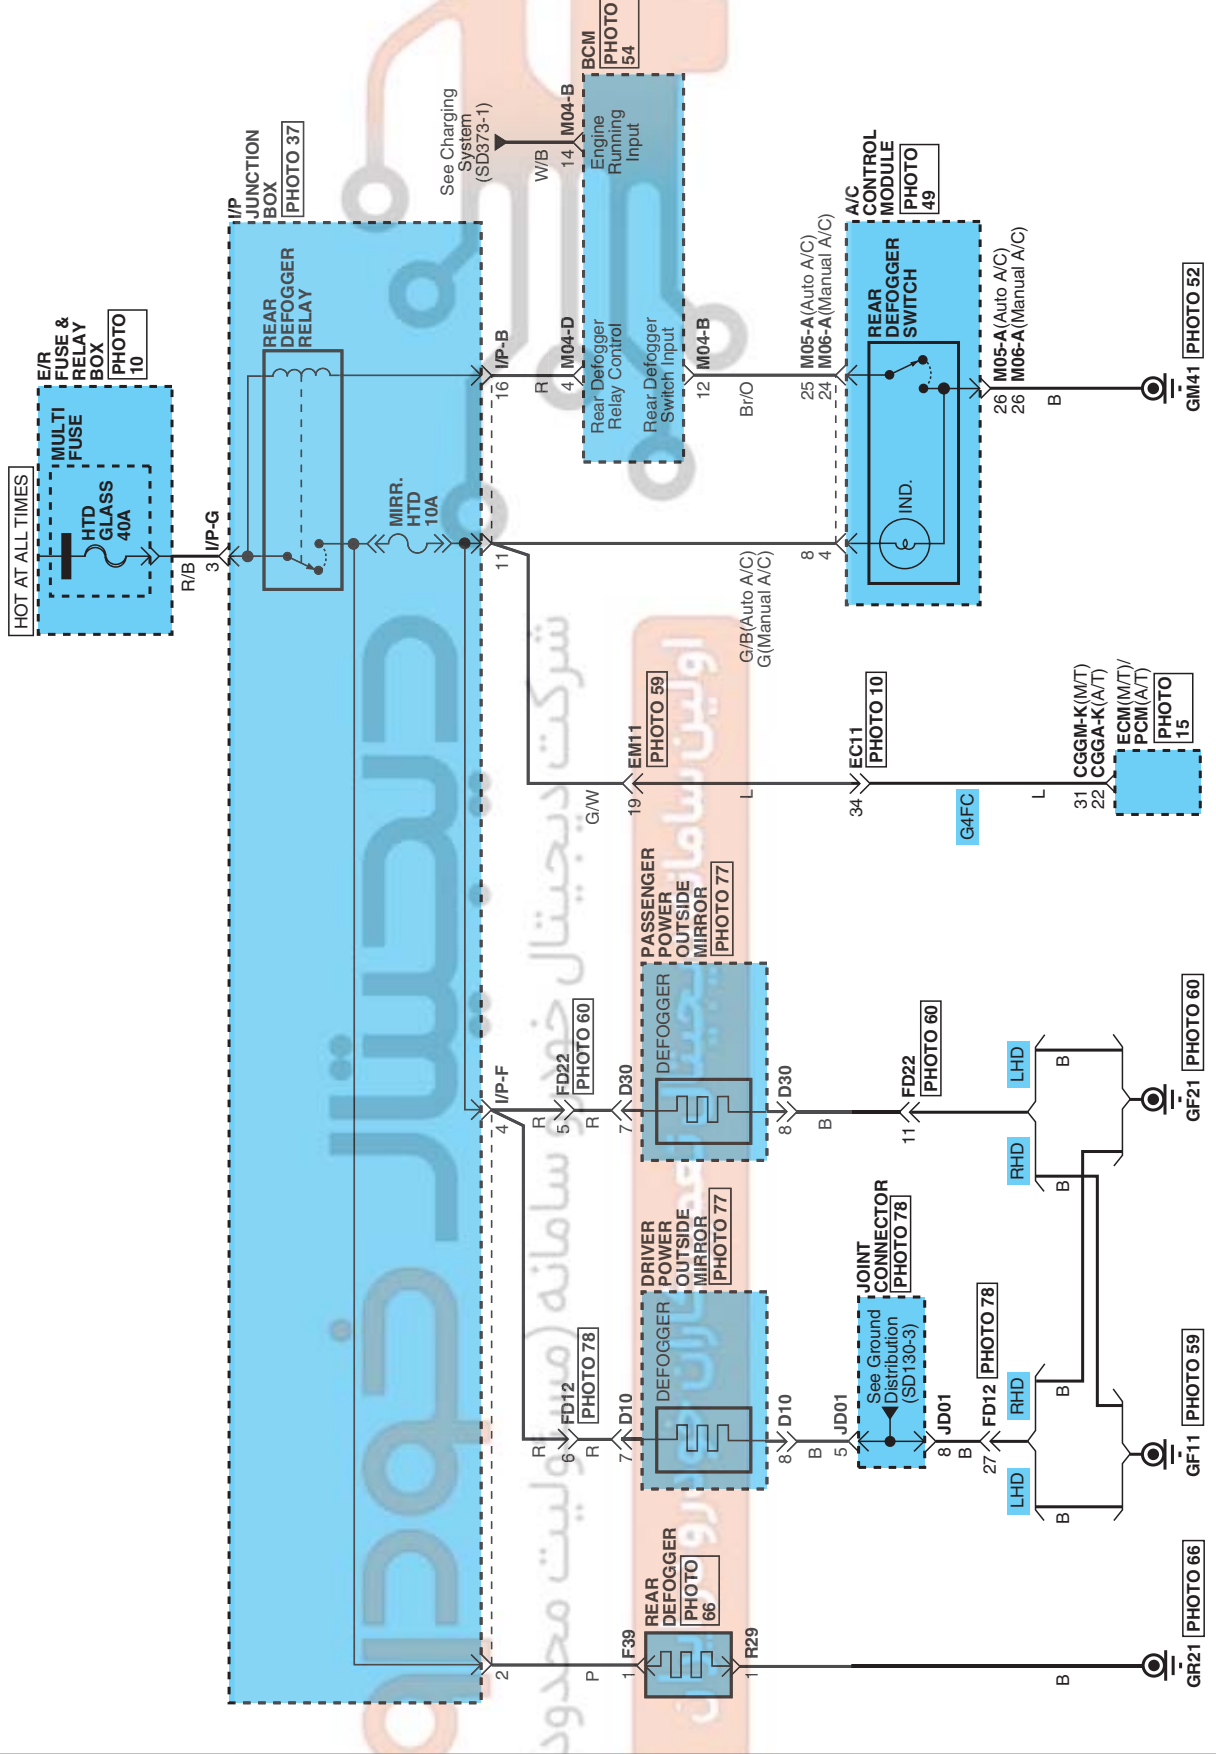 HOT AT ALL TIMES
E/R
FUSE &
RELAY
BOX
PHOTO
10
MULTI
FUSE
HTD
GLASS
40A
R/B
3
I/P-G
I/P
JUNCTION
BOX
PHOTO 37
REAR
DEFOGGER
RELAY
MIRR.
HTD
10A
2
4
I/P-F
11
16
I/P-B
R
4
M04-D
See Charging
System
(SD373-1)
W/B
14
M04-B
BCM
PHOTO
54
Engine
Running
Input
Rear Defogger
Relay Control
Rear Defogger
Switch Input
12
M04-B
Br/O
25
M05-A(Auto A/C)
24
M06-A(Manual A/C)
8
4
G/B(Auto A/C)
G(Manual A/C)
A/C
CONTROL
MODULE
PHOTO
49
REAR
DEFOGGER
SWITCH
IND.
26
M05-A(Auto A/C)
26
M06-A(Manual A/C)
B
GM41
PHOTO 52
G/W
19
EM11
PHOTO 59
L
34
EC11
PHOTO 10
G4FC
L
31
CGGM-K(M/T)
22
CGGA-K(A/T)
ECM(M/T)/
PCM(A/T)
PHOTO
15
R
5
FD22
PHOTO 60
R
7
D30
PASSENGER
POWER
OUTSIDE
MIRROR
PHOTO 77
DEFOGGER
8
D30
B
11
FD22
PHOTO 60
RHD
LHD
B
B
GF21
PHOTO 60
R
6
FD12
PHOTO 78
R
7
D10
DRIVER
POWER
OUTSIDE
MIRROR
PHOTO 77
DEFOGGER
8
D10
B
5
JD01
JOINT
CONNECTOR
PHOTO 78
See Ground
Distribution
(SD130-3)
8
JD01
B
27
FD12
PHOTO 78
LHD
RHD
B
B
GF11
PHOTO 59
P
1
F39
REAR
DEFOGGER
PHOTO
66
1
R29
B
GR21
PHOTO 66
شرکت دیجیتال خودرو سامانه (مسئولیت محدود